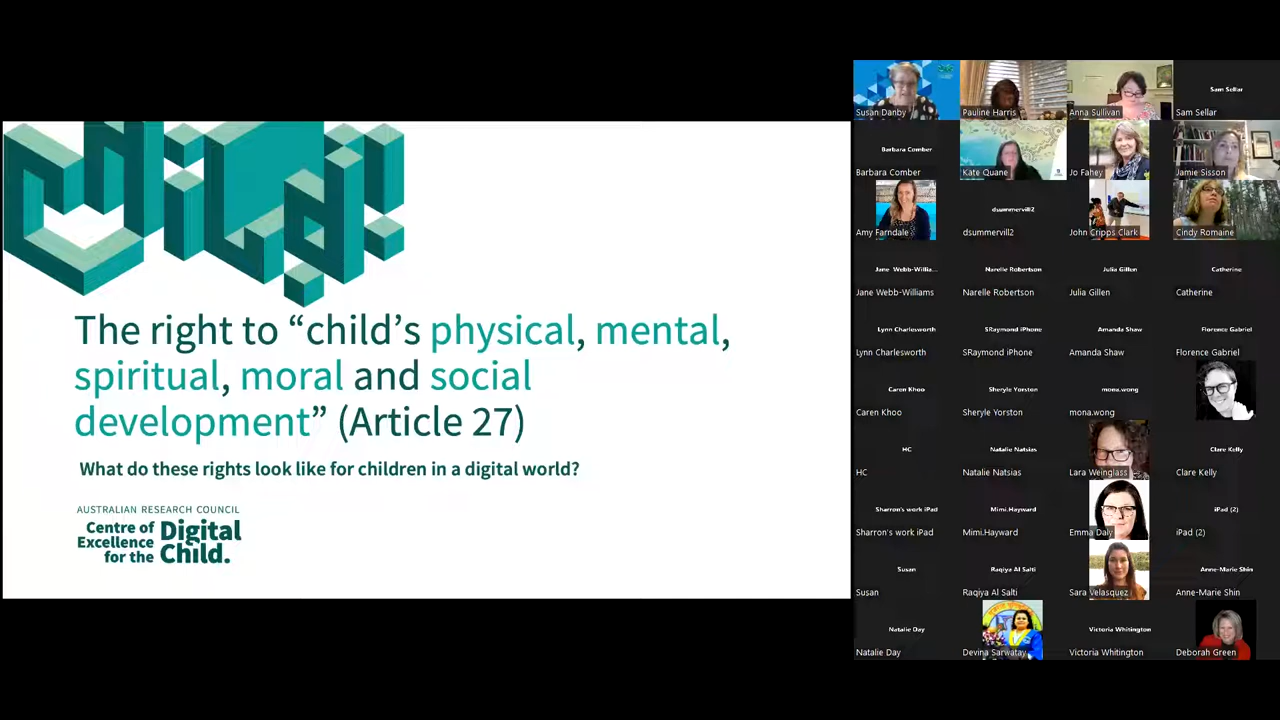 The right to “child’s physical, mental,
spiritual, moral and social
development” (Article 27)
What do these rights look like for children in a digital world?
AUSTRALIAN RESEARCH COUNCIL
Centre of
Excellence
for the
Digital
Child.
Susan Danby
Pauline Harris
Anna Sullivan
Sam Sellar
Sam Sellar
Barbara Comber
Barbara Comber
Kate Quane
Jo Fahey
Jamie Sisson
Amy Farndale
dsummervill2
dsummervill2
John Cripps Clark
Cindy Romaine
Jane Webb-Willia...
Jane Webb-Williams
Narelle Robertson
Narelle Robertson
Julia Gillen
Julia Gillen
Catherine
Catherine
Lynn Charlesworth
Lynn Charlesworth
SRaymond iPhone
SRaymond iPhone
Amanda Shaw
Amanda Shaw
Florence Gabriel
Florence Gabriel
Caren Khoo
Caren Khoo
Sheryle Yorston
Sheryle Yorston
mona.wong
mona.wong
HC
HC
Natalie Natsias
Natalie Natsias
Lara Weinglass
Clare Kelly
Clare Kelly
Sharron's work iPad
Sharron's work iPad
Mimi.Hayward
Mimi.Hayward
Emma Daly
iPad (2)
iPad (2)
Susan
Susan
Raqiya Al Salti
Raqiya Al Salti
Sara Velasquez
Anne-Marie Shin
Anne-Marie Shin
Natalie Day
Natalie Day
Devina Sarwatay
Victoria Whitington
Victoria Whitington
Deborah Green